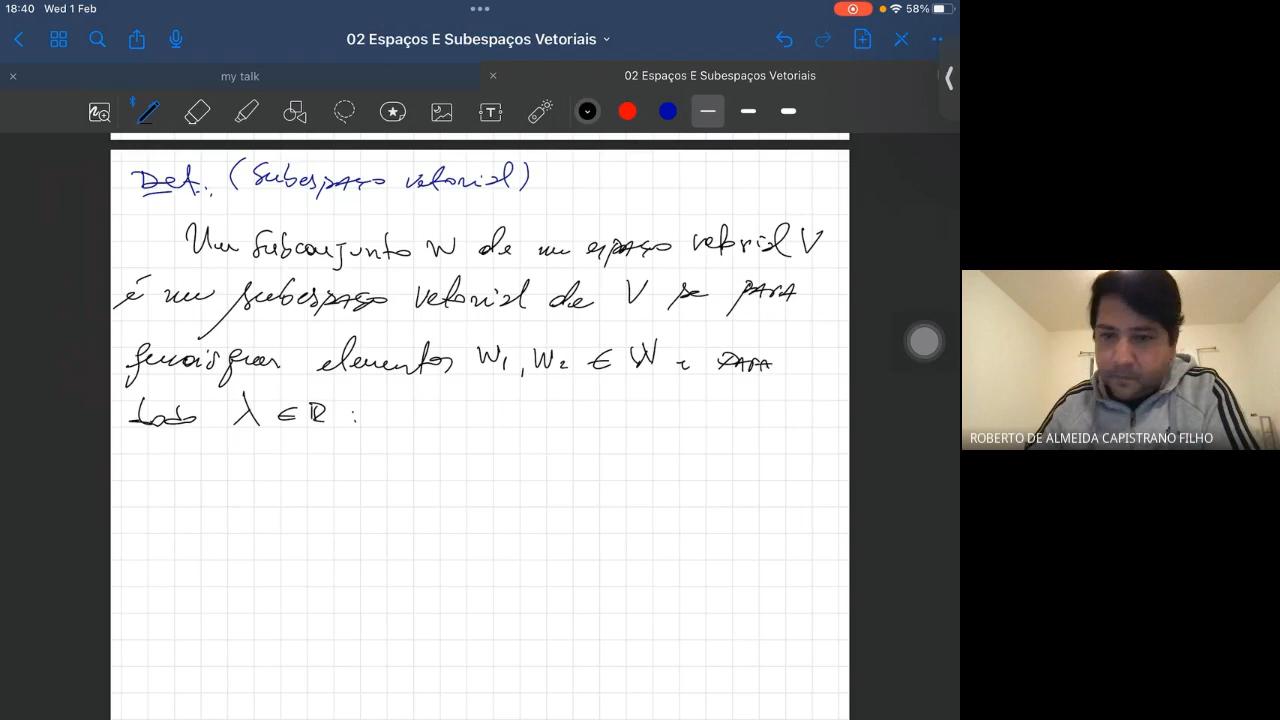 18:40 Wed 1 Feb
58%
02 Espaços E Subespaços Vetoriais
my talk
02 Espaços E Subespaços Vetoriais
Def.: (Subespaço vetorial)
Um subconjunto W de um espaço vetorial V
é um subespaço vetorial de V se para
quaisquer elementos W₁, W₂ ∈ W e para
todo λ ∈ ℝ :
ROBERTO DE ALMEIDA CAPISTRANO FILHO